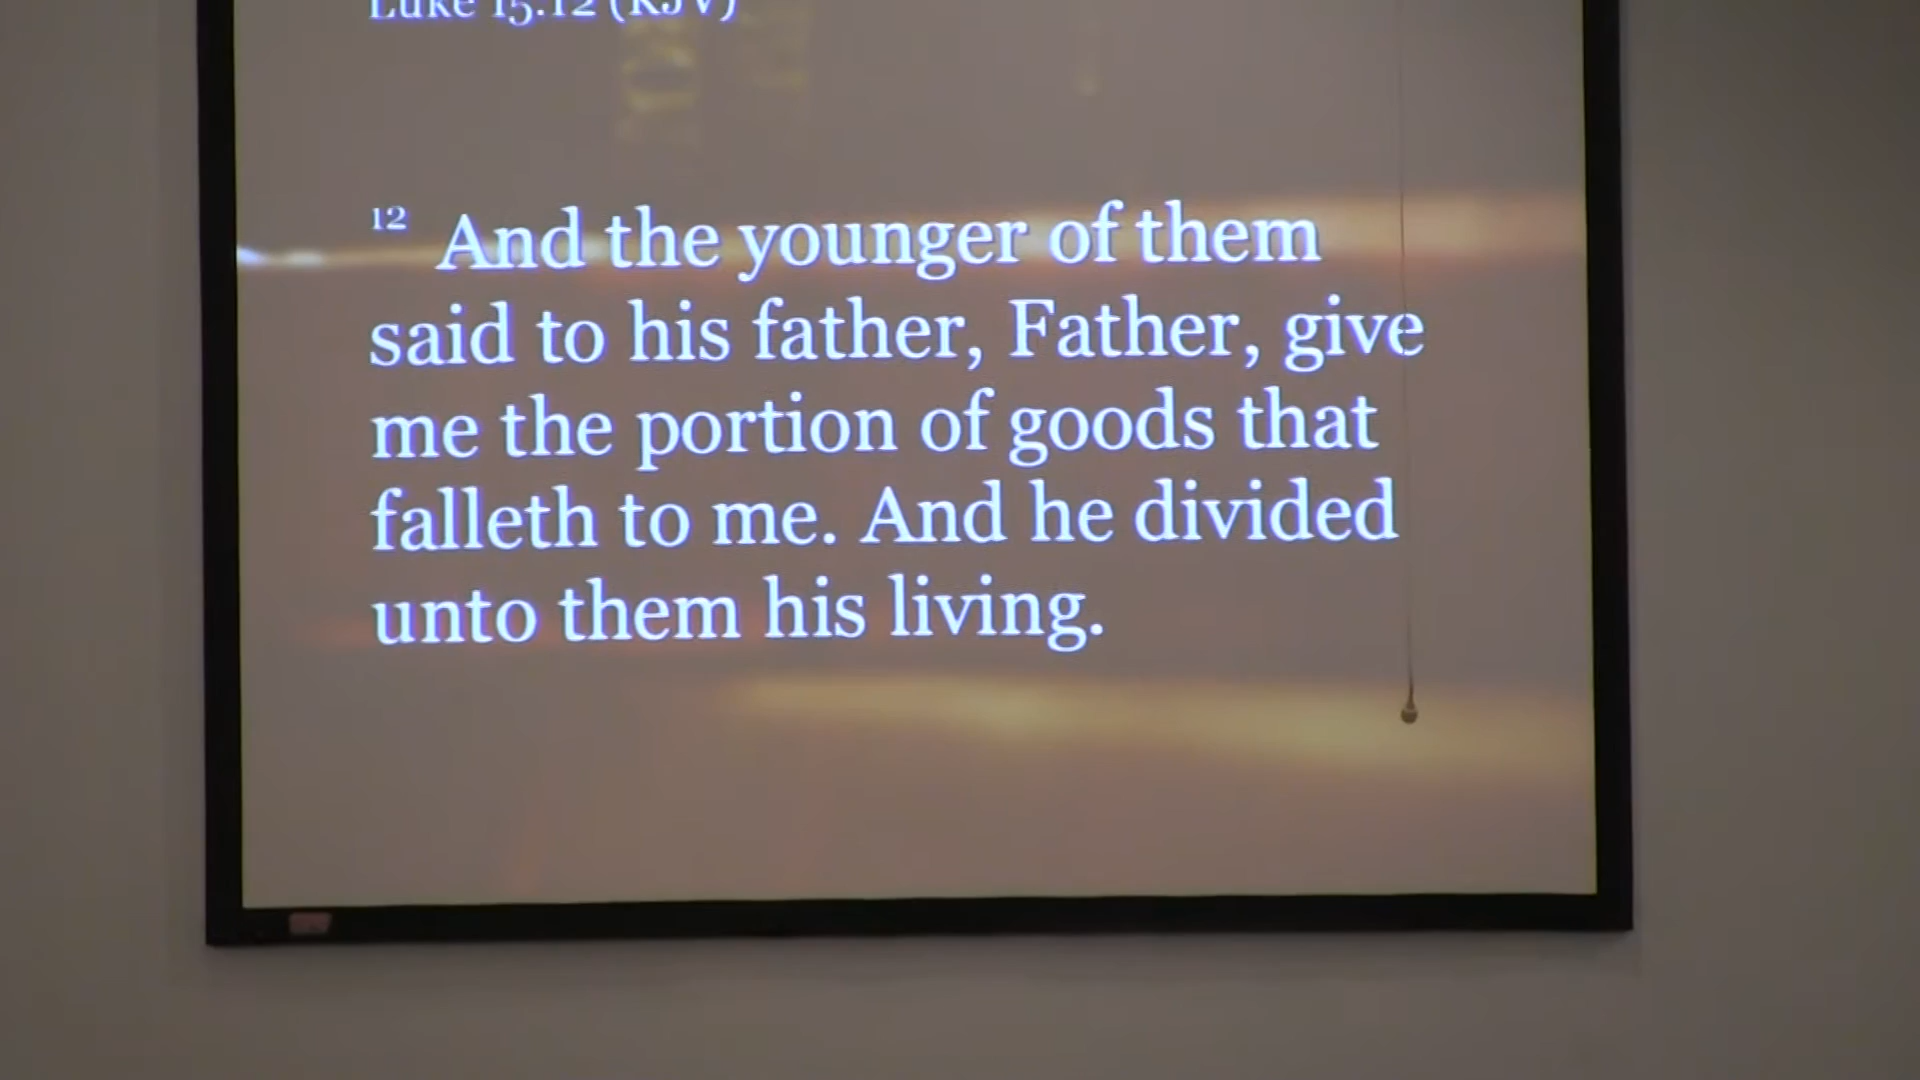 Luke 15:12 (KJV)
12 And the younger of them
said to his father, Father, give
me the portion of goods that
falleth to me. And he divided
unto them his living.